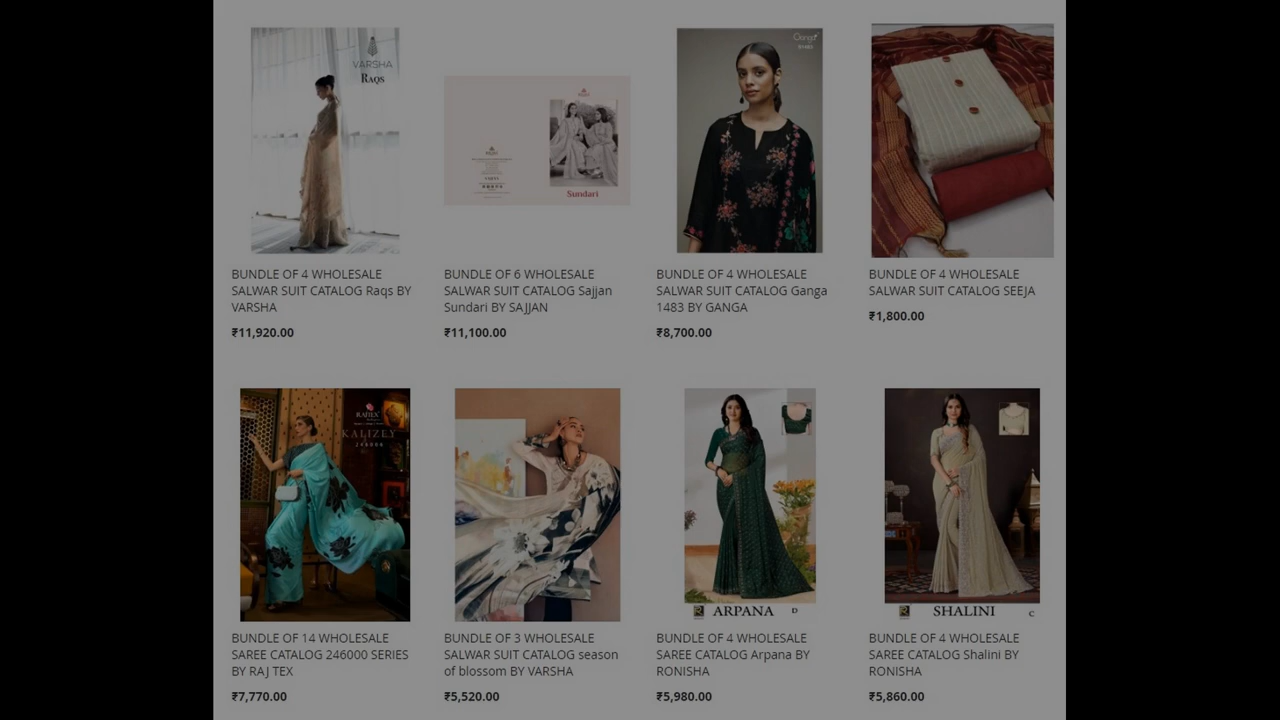 VARSHA
RAQS
Sundari
Ganga
BUNDLE OF 4 WHOLESALE
SALWAR SUIT CATALOG Raqs BY
VARSHA
₹11,920.00
BUNDLE OF 6 WHOLESALE
SALWAR SUIT CATALOG Sajjan
Sundari BY SAJJAN
₹11,100.00
BUNDLE OF 4 WHOLESALE
SALWAR SUIT CATALOG Ganga
1483 BY GANGA
₹8,700.00
BUNDLE OF 4 WHOLESALE
SALWAR SUIT CATALOG SEEJA
₹1,800.00
RAJTEX
KALIZEY
246000
ARPANA D
SHALINI C
BUNDLE OF 14 WHOLESALE
SAREE CATALOG 246000 SERIES
BY RAJ TEX
₹7,770.00
BUNDLE OF 3 WHOLESALE
SALWAR SUIT CATALOG season
of blossom BY VARSHA
₹5,520.00
BUNDLE OF 4 WHOLESALE
SAREE CATALOG Arpana BY
RONISHA
₹5,980.00
BUNDLE OF 4 WHOLESALE
SAREE CATALOG Shalini BY
RONISHA
₹5,860.00